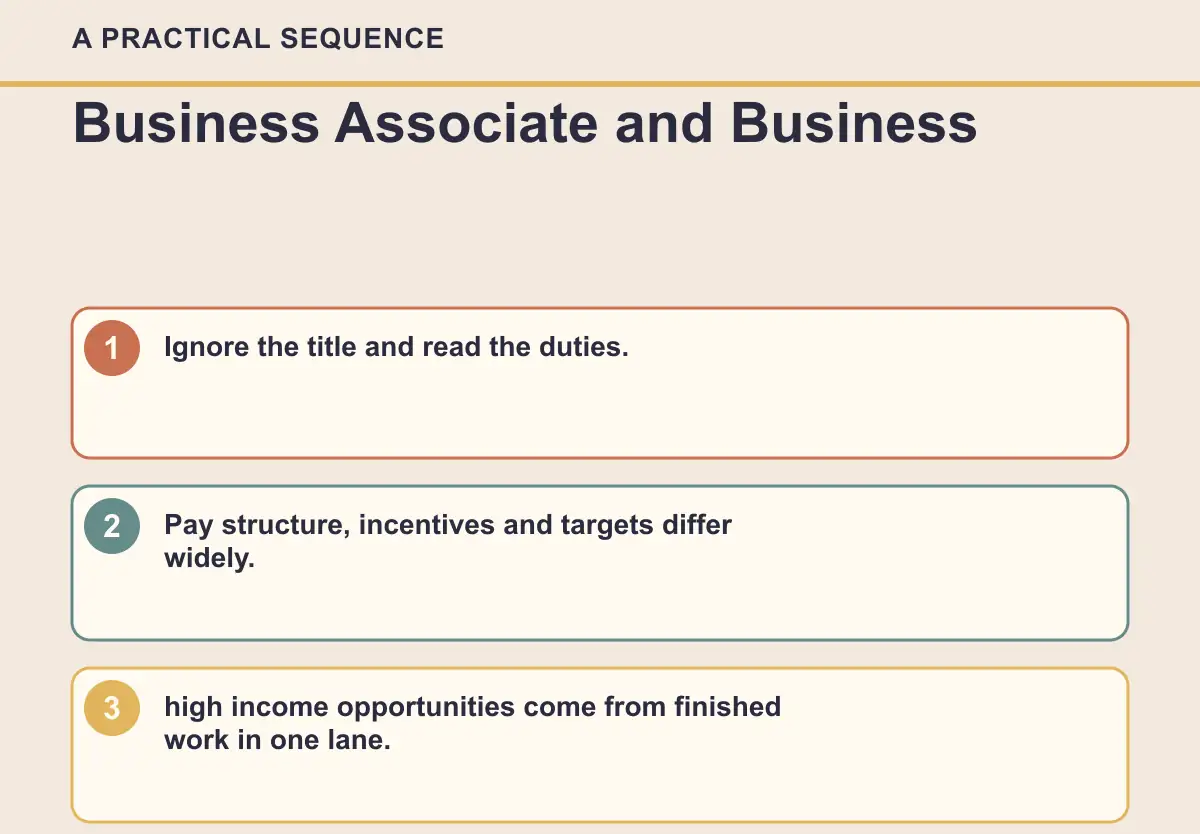 A PRACTICAL SEQUENCE
Business Associate and Business
1
Ignore the title and read the duties.
2
Pay structure, incentives and targets differ
widely.
3
high income opportunities come from finished
work in one lane.